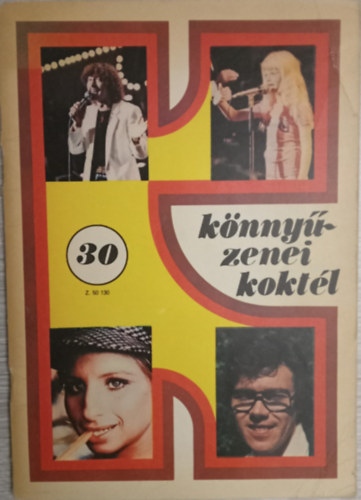 30
Z. 50 130
könnyű-
zenei
koktél